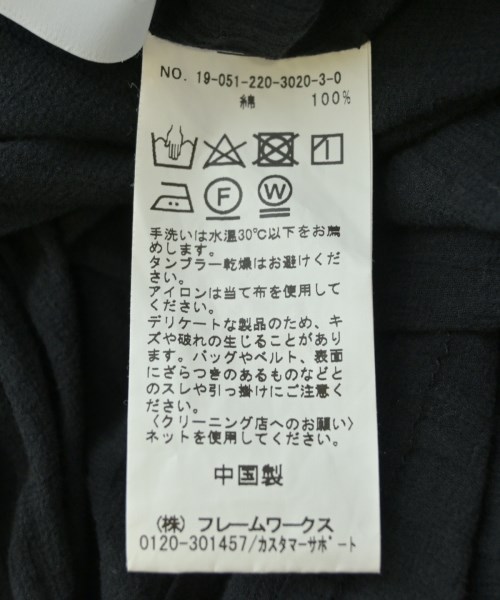 NO. 19-051-220-3020-3-0
綿 100%
F W
手洗いは水温30℃以下をお薦
めします。
タンブラー乾燥はお避けくだ
さい。
アイロンは当て布を使用して
ください。
デリケートな製品のため、キ
ズや破れの生じることがあり
ます。バッグやベルト、表面
にざらつきのあるものなどと
のスレや引っ掛けにご注意く
ださい。
〈クリーニング店へのお願い〉
ネットを使用してください。
中国製
(株) フレームワークス
0120-301457/カスタマーサポート